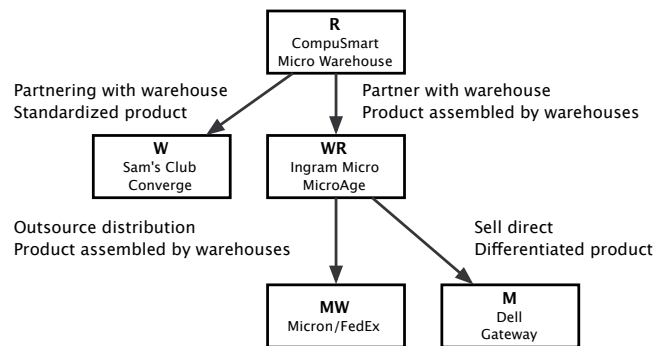 R
CompuSmart
Micro Warehouse
Partnering with warehouse
Standardized product
Partner with warehouse
Product assembled by warehouses
W
Sam's Club
Converge
WR
Ingram Micro
MicroAge
Outsource distribution
Product assembled by warehouses
Sell direct
Differentiated product
MW
Micron/FedEx
M
Dell
Gateway